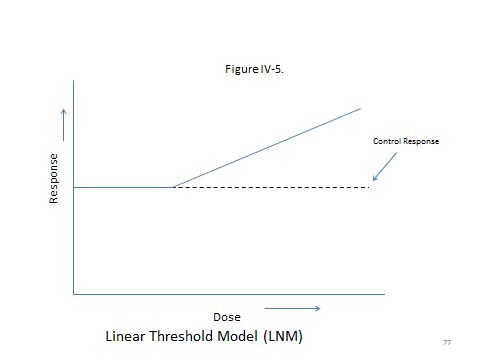 Figure IV-5.
Control Response
Response
Dose
Linear Threshold Model (LNM)
77